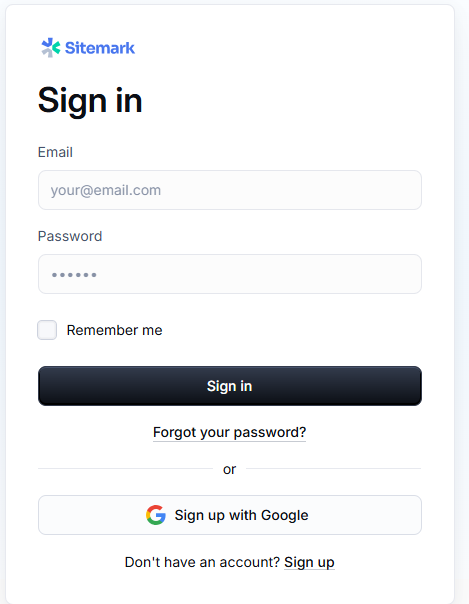 Sitemark
Sign in
Email
your@email.com
Password
••••••
Remember me
Sign in
Forgot your password?
or
Sign up with Google
Don't have an account? Sign up